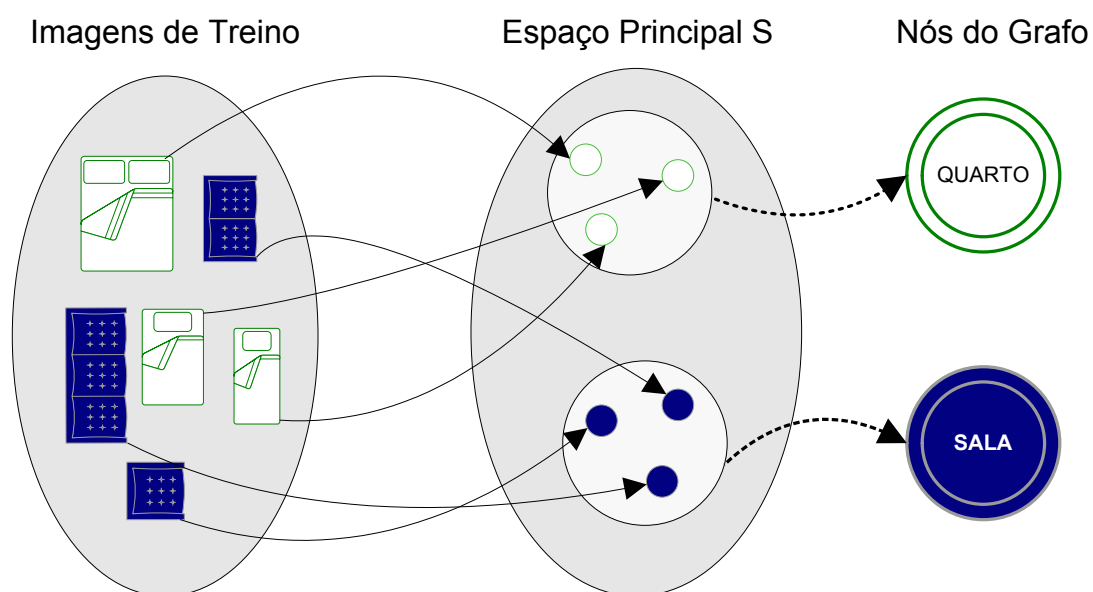 Imagens de Treino
Espaço Principal S
Nós do Grafo
QUARTO
SALA